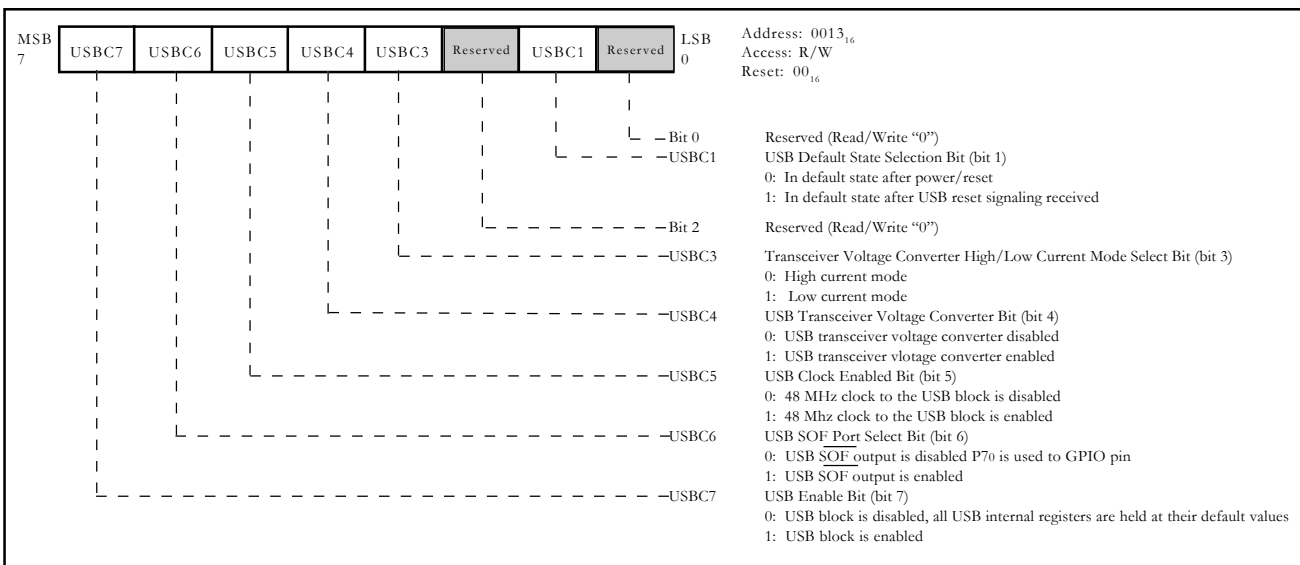 MSB USBC7 USBC6 USBC5 USBC4 USBC3 Reserved USBC1 Reserved LSB
7 0
Address: 0013₁₆
Access: R/W
Reset: 00₁₆
Bit 0 Reserved (Read/Write “0”)
USBC1 USB Default State Selection Bit (bit 1)
0: In default state after power/reset
1: In default state after USB reset signaling received
Bit 2 Reserved (Read/Write “0”)
USBC3 Transceiver Voltage Converter High/Low Current Mode Select Bit (bit 3)
0: High current mode
1: Low current mode
USBC4 USB Transceiver Voltage Converter Bit (bit 4)
0: USB transceiver voltage converter disabled
1: USB transceiver vlotage converter enabled
USBC5 USB Clock Enabled Bit (bit 5)
0: 48 MHz clock to the USB block is disabled
1: 48 Mhz clock to the USB block is enabled
USBC6 USB SOF Port Select Bit (bit 6)
0: USB S̅O̅F̅ output is disabled P70 is used to GPIO pin
1: USB S̅O̅F̅ output is enabled
USBC7 USB Enable Bit (bit 7)
0: USB block is disabled, all USB internal registers are held at their default values
1: USB block is enabled